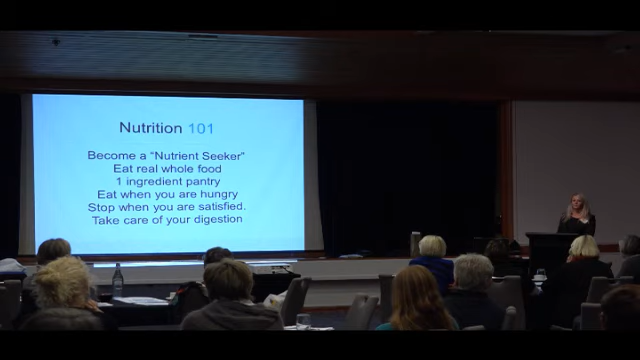 Nutrition 101
Become a "Nutrient Seeker"
Eat real whole food
1 ingredient pantry
Eat when you are hungry
Stop when you are satisfied.
Take care of your digestion